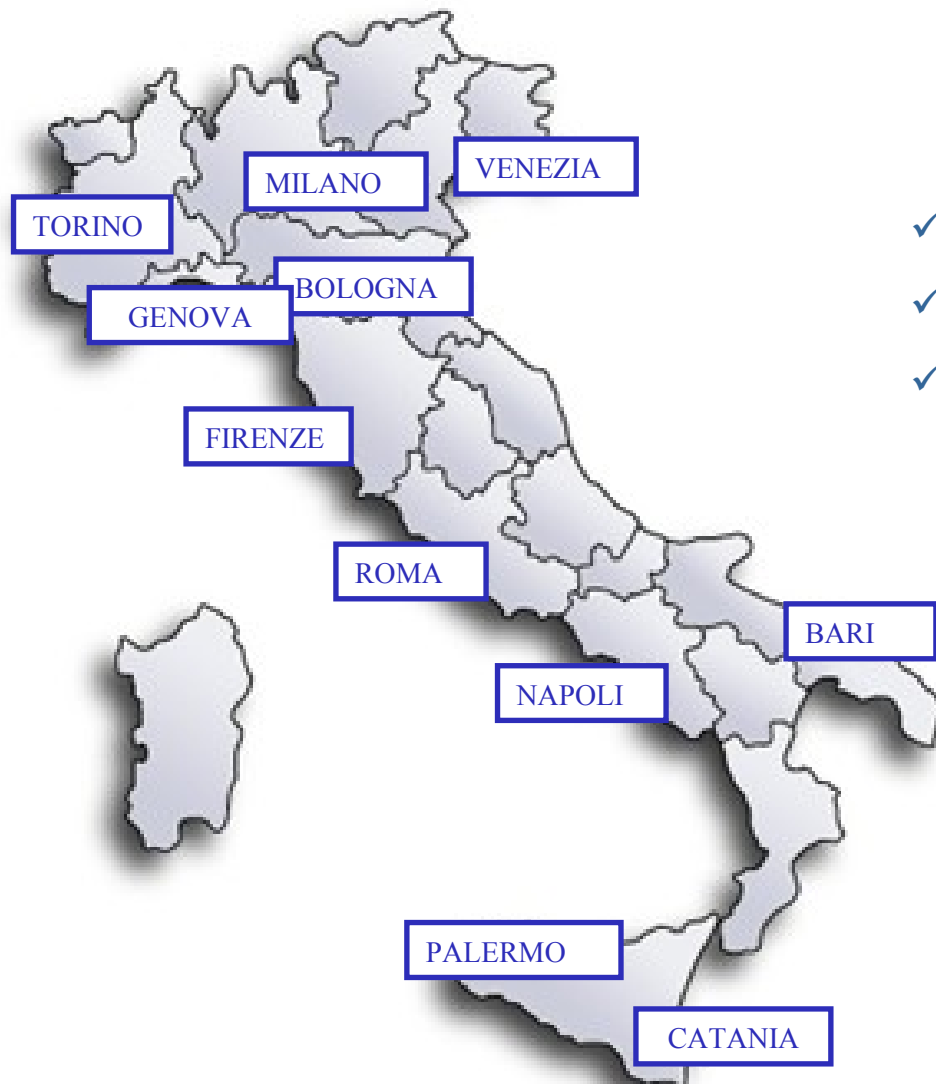 VENEZIA
MILANO
TORINO
BOLOGNA
GENOVA
FIRENZE
ROMA
BARI
NAPOLI
PALERMO
CATANIA